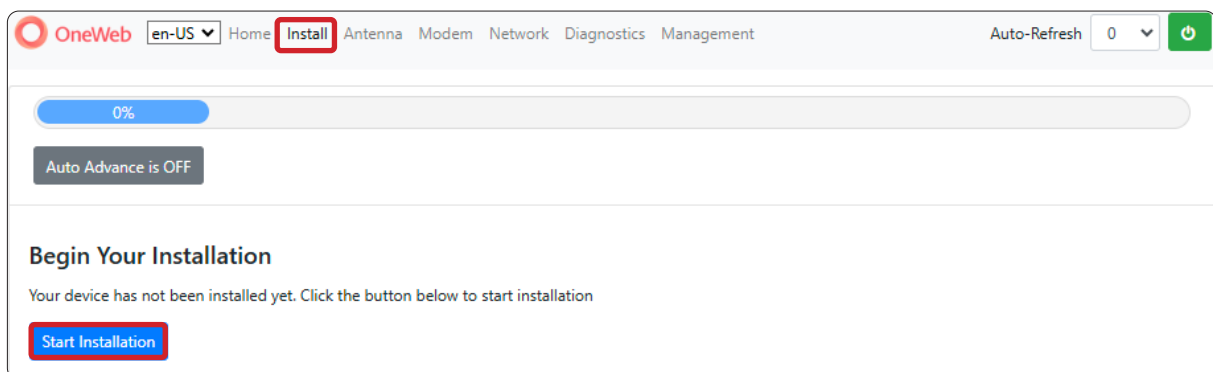 OneWeb en-US Home Install Antenna Modem Network Diagnostics Management Auto-Refresh 0
0%
Auto Advance is OFF
Begin Your Installation
Your device has not been installed yet. Click the button below to start installation
Start Installation